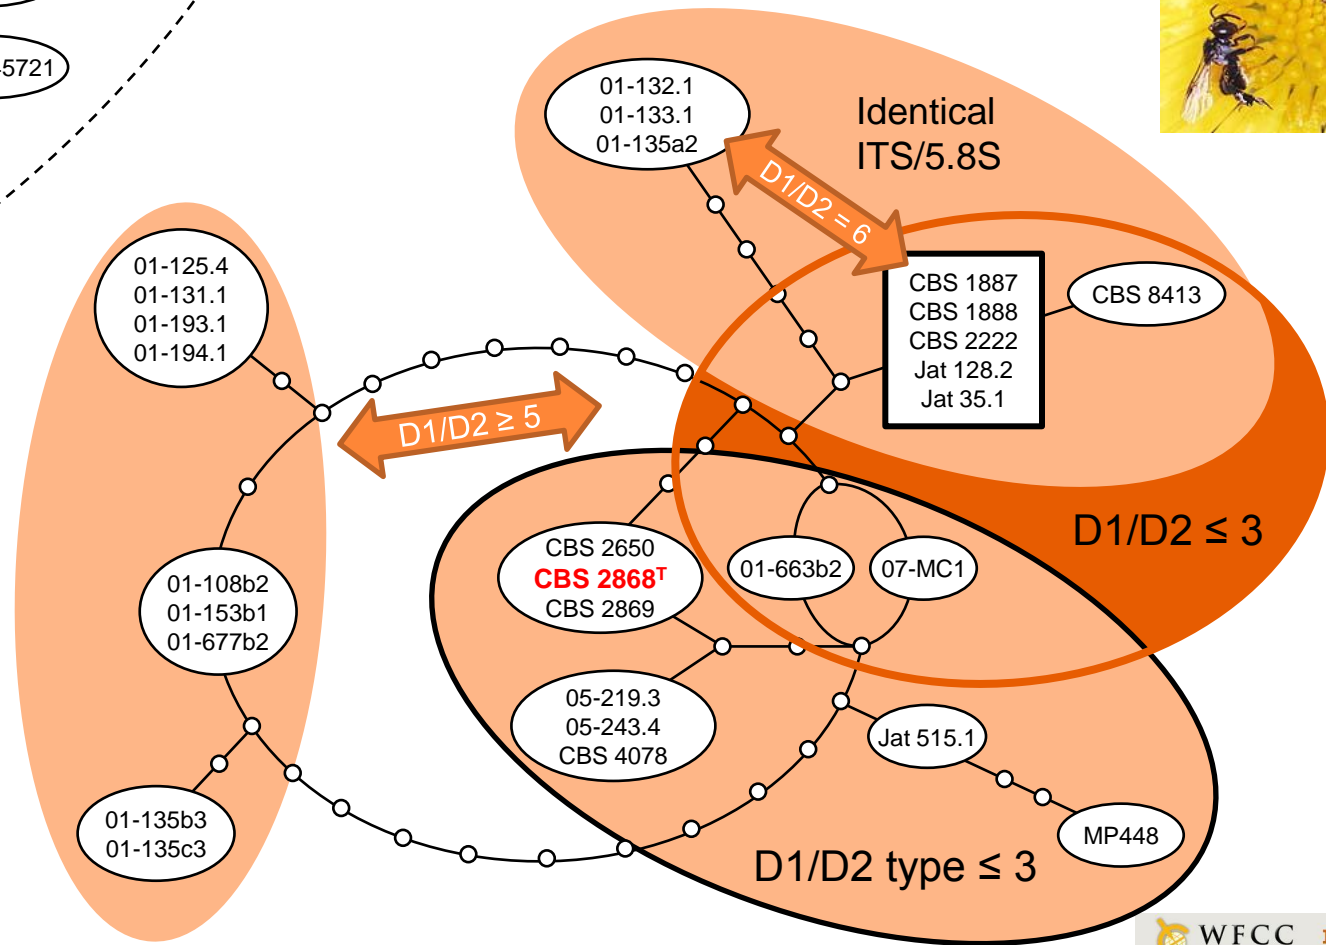 5721
01-132.1
01-133.1
01-135a2
Identical
ITS/5.8S
D1/D2 = 6
01-125.4
01-131.1
01-193.1
01-194.1
CBS 1887
CBS 1888
CBS 2222
Jat 128.2
Jat 35.1
CBS 8413
D1/D2 ≥ 5
D1/D2 ≤ 3
CBS 2650
CBS 2868ᵀ
CBS 2869
01-663b2
07-MC1
01-108b2
01-153b1
01-677b2
05-219.3
05-243.4
CBS 4078
Jat 515.1
01-135b3
01-135c3
MP448
D1/D2 type ≤ 3
WFCC